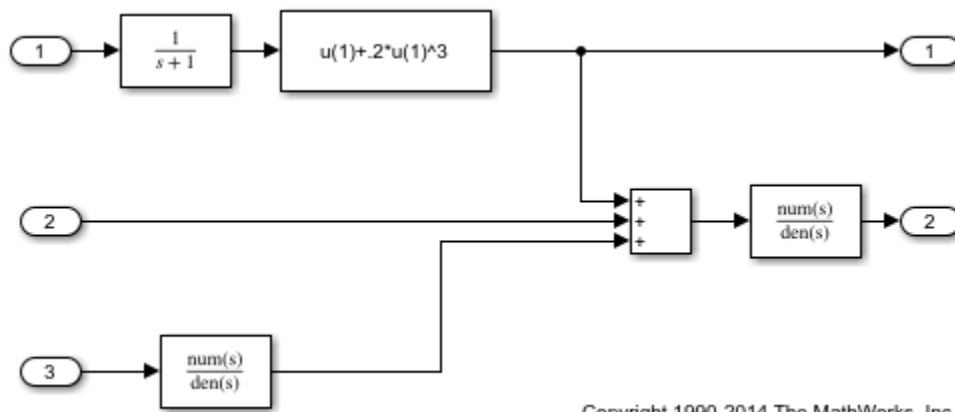 1
1
s + 1
u(1)+.2*u(1)^3
1
2
+
+
+
num(s)
den(s)
2
3
num(s)
den(s)
Copyright 1990-2014 The MathWorks, Inc